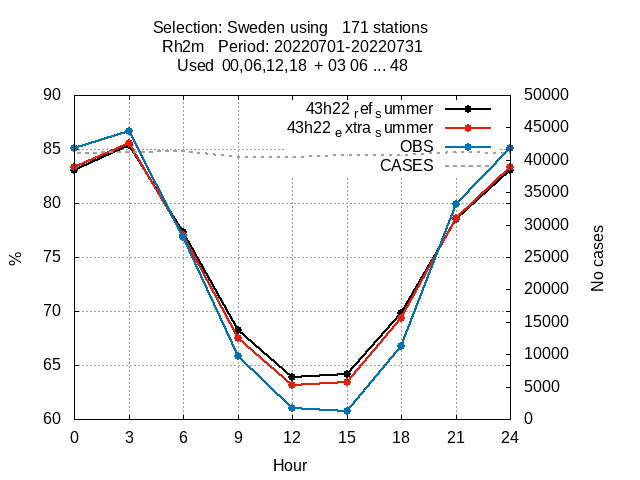 Selection: Sweden using 171 stations
Rh2m Period: 20220701-20220731
Used 00,06,12,18 + 03 06 ... 48
90 50000
43h22 ref summer
45000
43h22 extra summer
85 OBS 40000
CASES
35000
80 30000
75 25000
20000
70 15000
65 10000
5000
60 0
% No cases
0 3 6 9 12 15 18 21 24
Hour